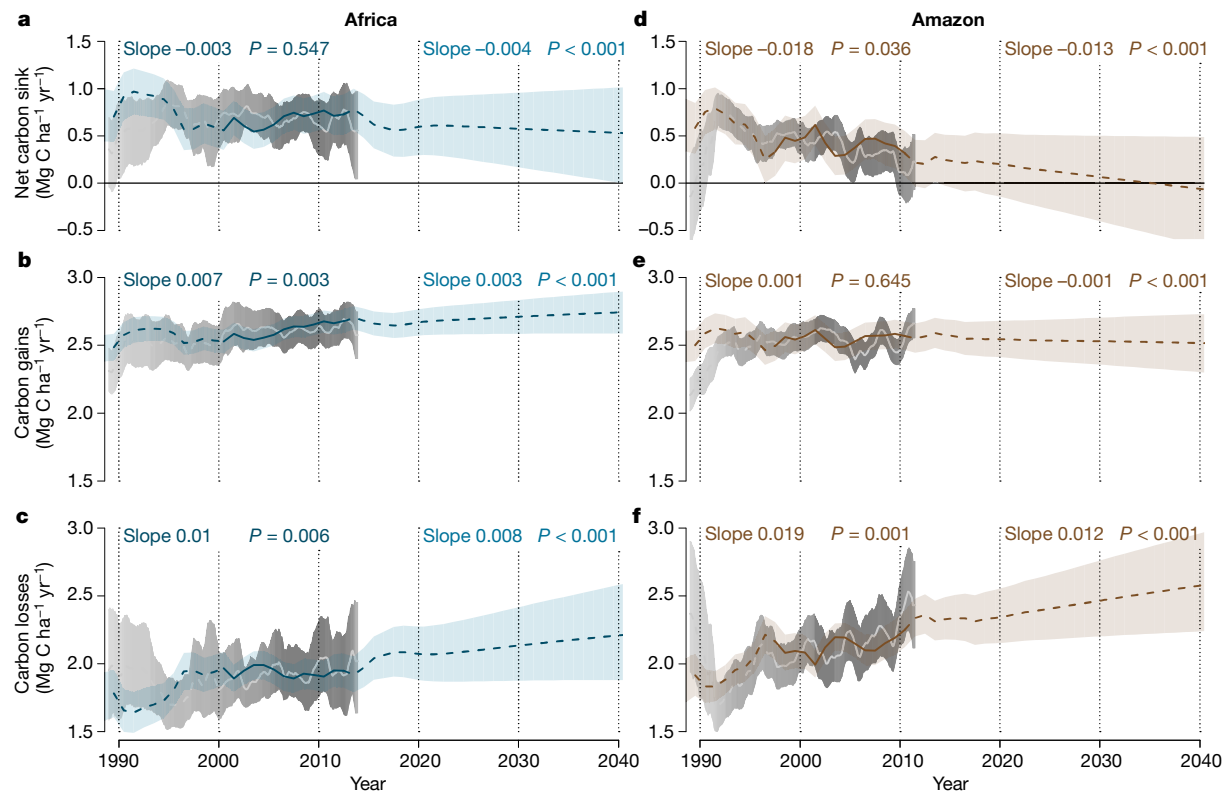 a Africa
Slope –0.003 P = 0.547 Slope –0.004 P < 0.001
1.5
1.0
0.5
0.0
–0.5
Net carbon sink
(Mg C ha⁻¹ yr⁻¹)
b
Slope 0.007 P = 0.003 Slope 0.003 P < 0.001
3.0
2.5
2.0
1.5
Carbon gains
(Mg C ha⁻¹ yr⁻¹)
c
Slope 0.01 P = 0.006 Slope 0.008 P < 0.001
3.0
2.5
2.0
1.5
Carbon losses
(Mg C ha⁻¹ yr⁻¹)
1990 2000 2010 2020 2030 2040
Year
d Amazon
Slope –0.018 P = 0.036 Slope –0.013 P < 0.001
1.5
1.0
0.5
0.0
–0.5
e
Slope 0.001 P = 0.645 Slope –0.001 P < 0.001
3.0
2.5
2.0
1.5
f
Slope 0.019 P = 0.001 Slope 0.012 P < 0.001
3.0
2.5
2.0
1.5
1990 2000 2010 2020 2030 2040
Year